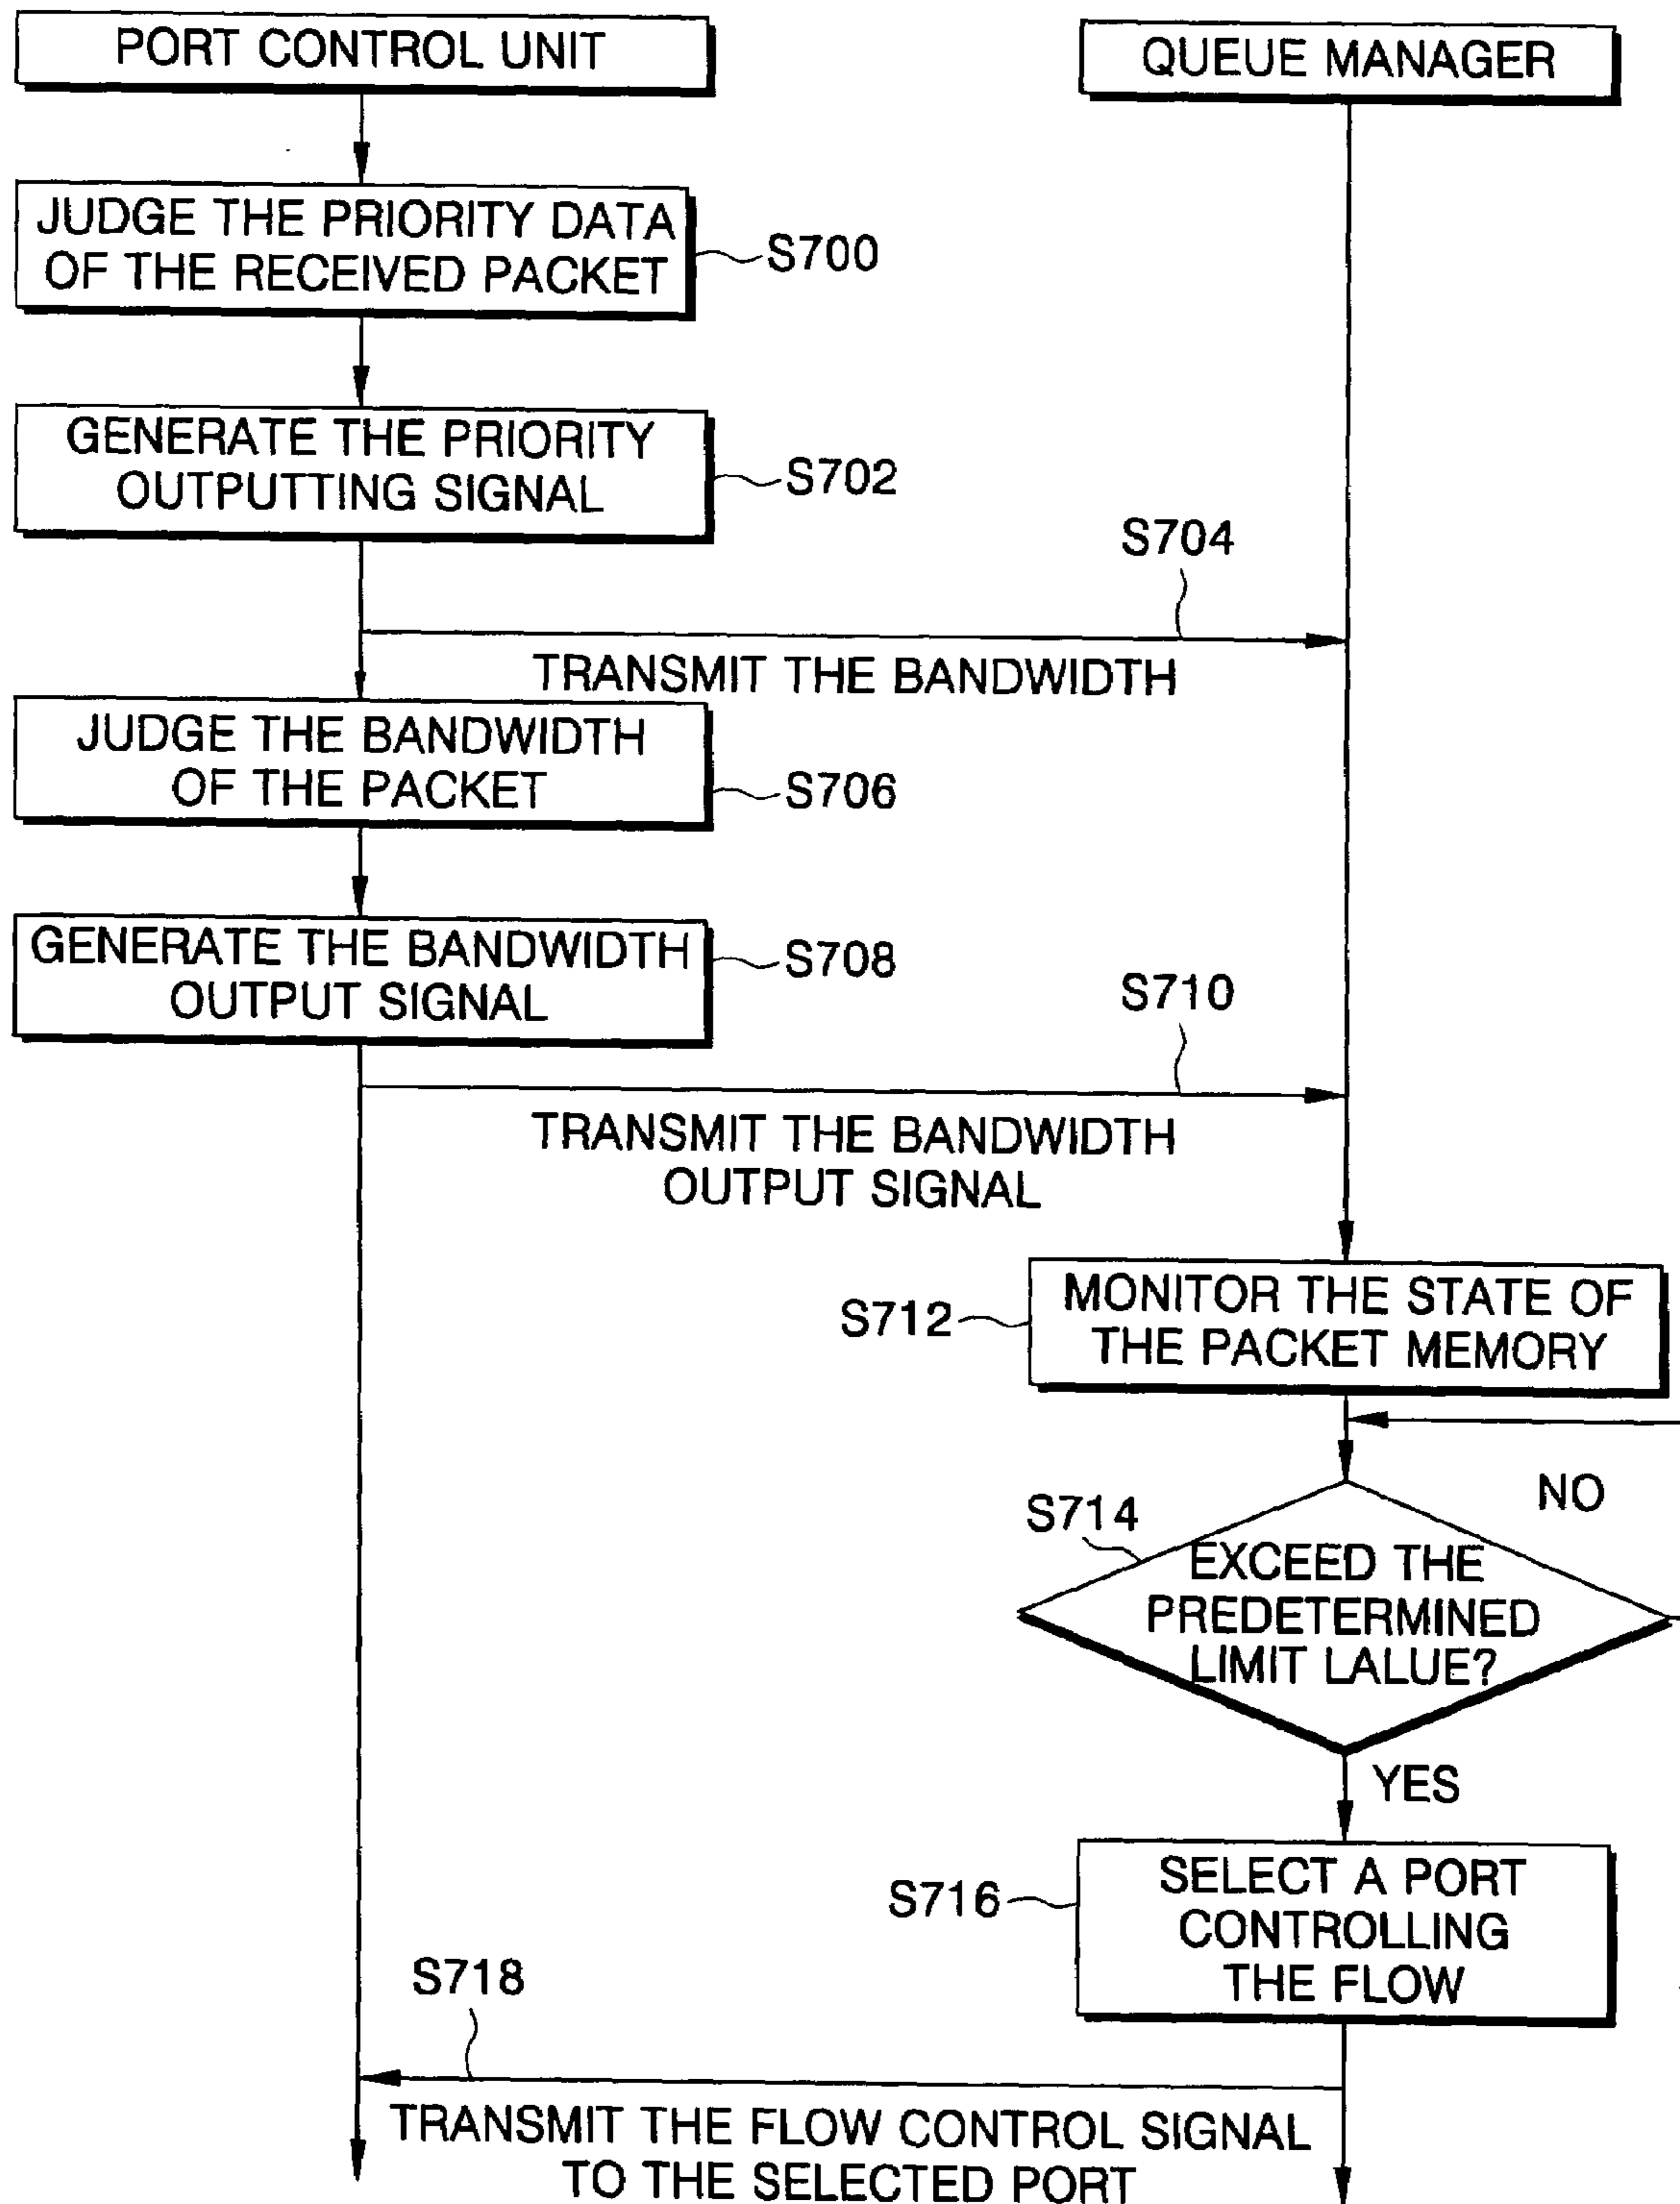 PORT CONTROL UNIT
QUEUE MANAGER
JUDGE THE PRIORITY DATA
OF THE RECEIVED PACKET
S700
GENERATE THE PRIORITY
OUTPUTTING SIGNAL
S702
S704
TRANSMIT THE BANDWIDTH
JUDGE THE BANDWIDTH
OF THE PACKET
S706
GENERATE THE BANDWIDTH
OUTPUT SIGNAL
S708
S710
TRANSMIT THE BANDWIDTH
OUTPUT SIGNAL
S712
MONITOR THE STATE OF
THE PACKET MEMORY
NO
S714
EXCEED THE
PREDETERMINED
LIMIT LALUE?
YES
S716
SELECT A PORT
CONTROLLING
THE FLOW
S718
TRANSMIT THE FLOW CONTROL SIGNAL
TO THE SELECTED PORT